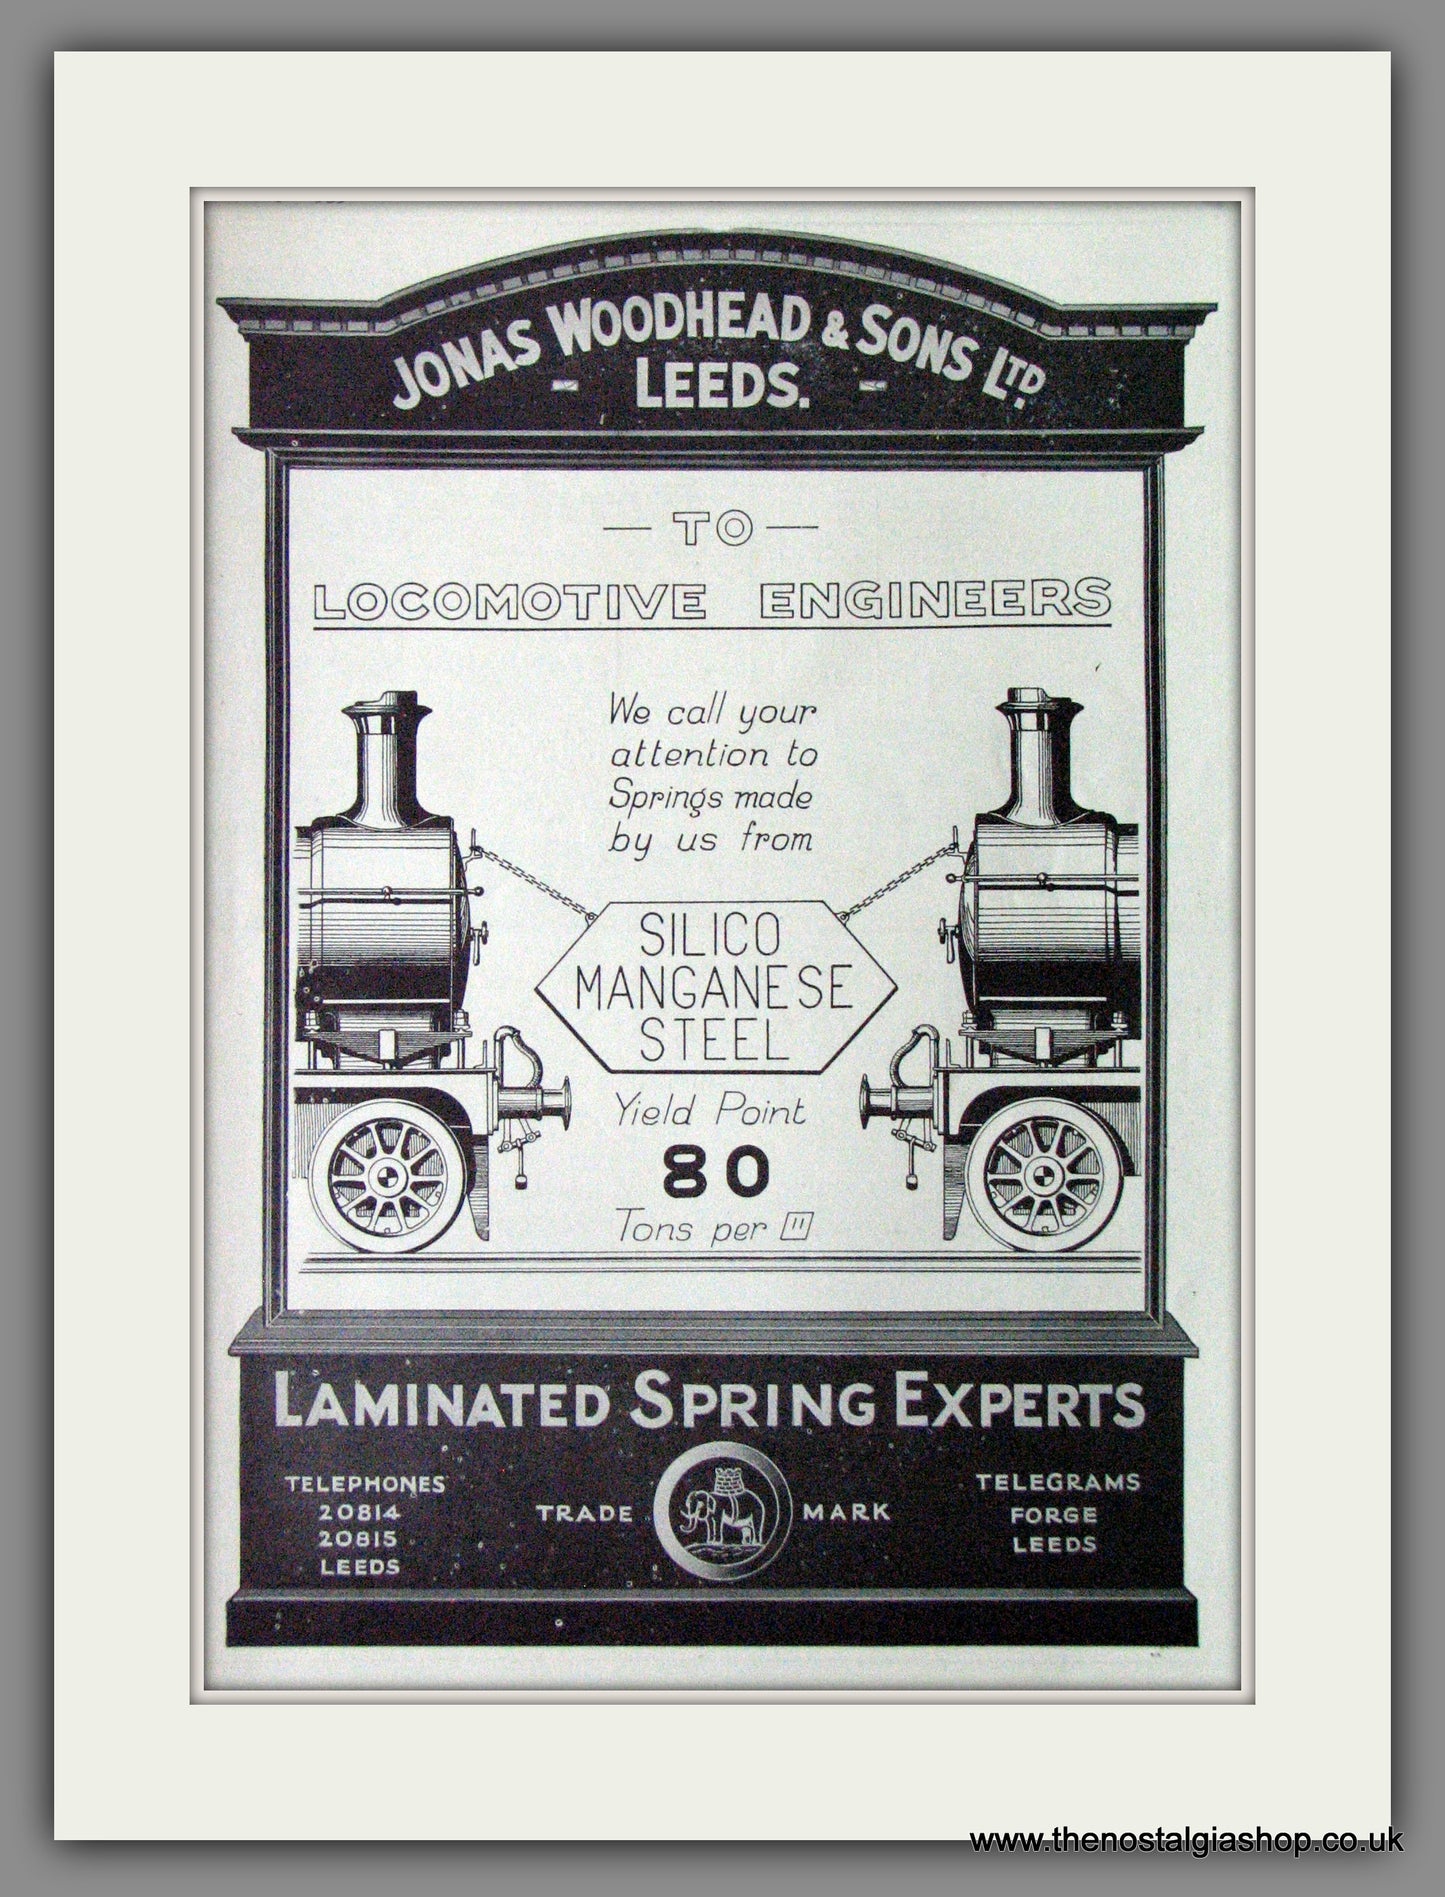 JONAS WOODHEAD & SONS LTD.
LEEDS.
— TO —
LOCOMOTIVE ENGINEERS
We call your
attention to
Springs made
by us from
SILICO
MANGANESE
STEEL
Yield Point
80
Tons per □"
LAMINATED SPRING EXPERTS
TELEPHONES
20814
20815
LEEDS
TRADE MARK
TELEGRAMS
FORGE
LEEDS
www.thenostalgiashop.co.uk